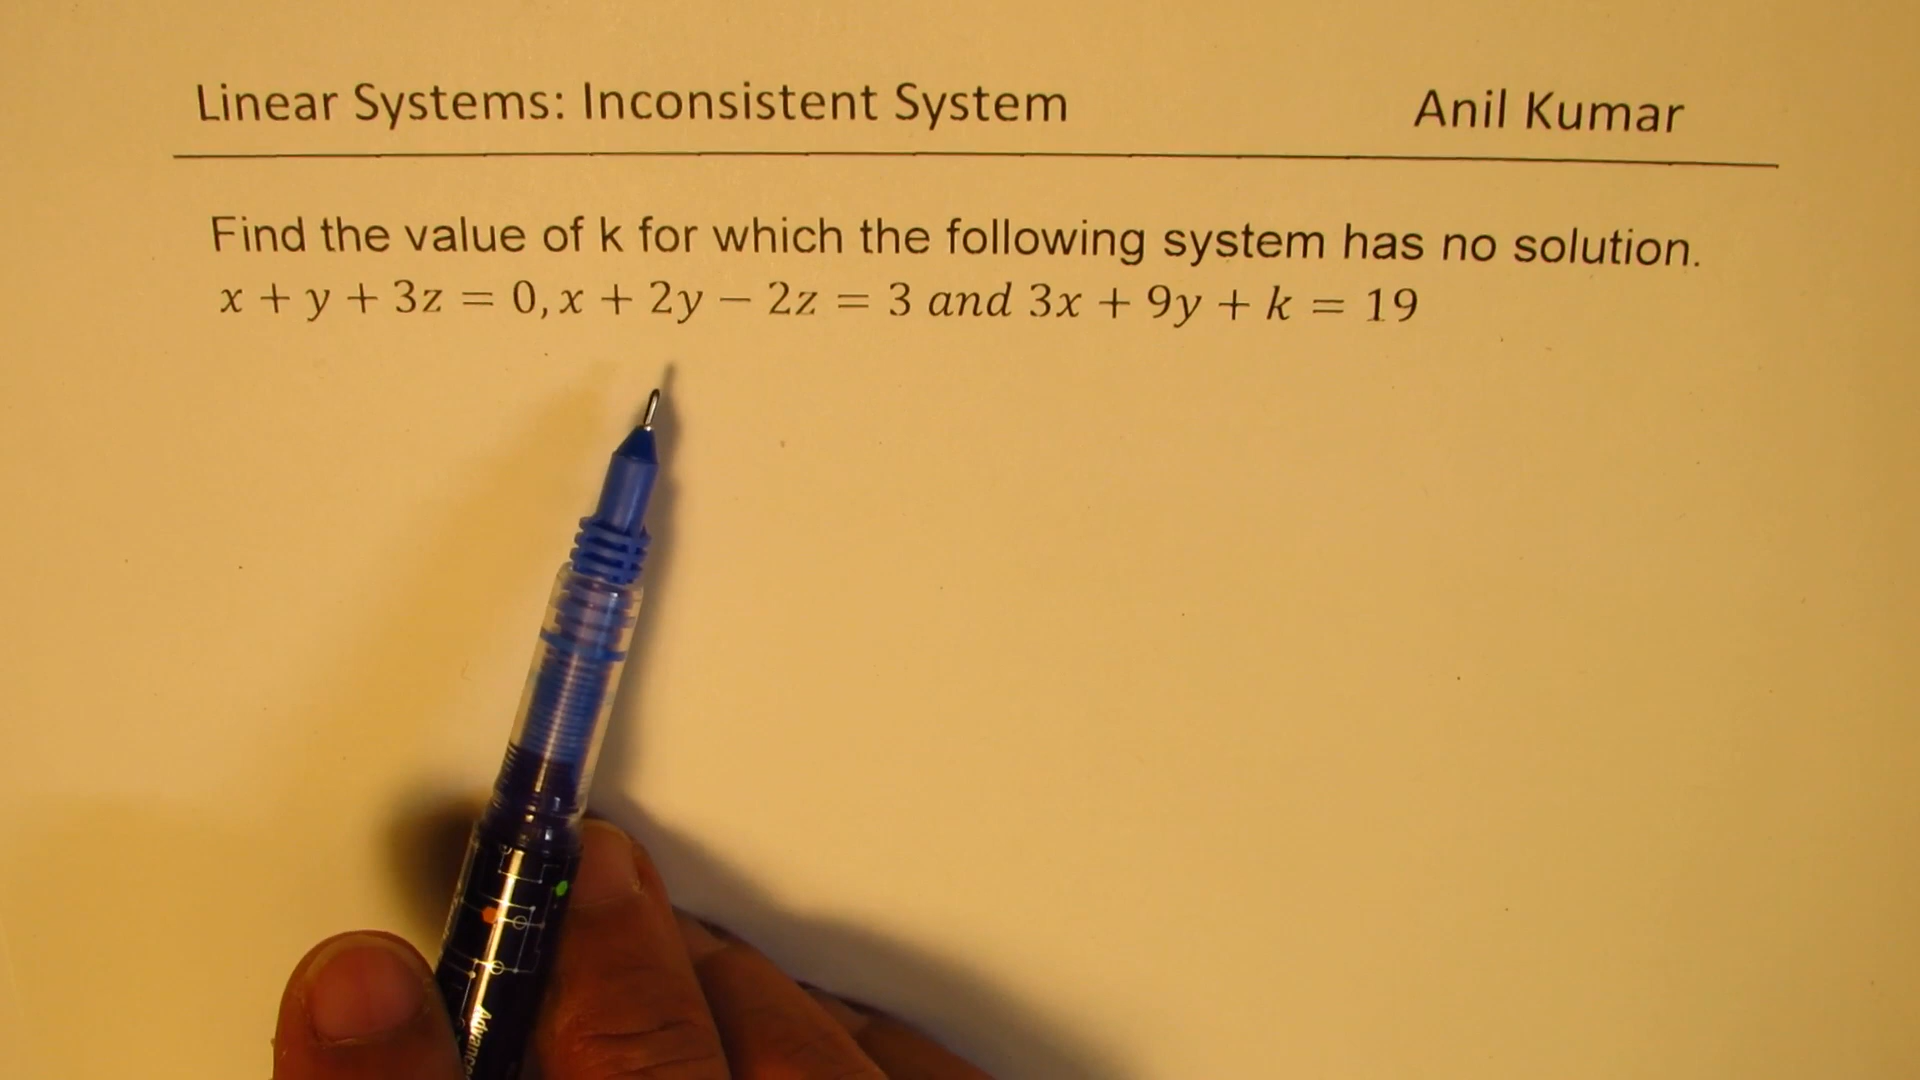 Linear Systems: Inconsistent System Anil Kumar
Find the value of k for which the following system has no solution.
x + y + 3z = 0, x + 2y − 2z = 3 and 3x + 9y + k = 19